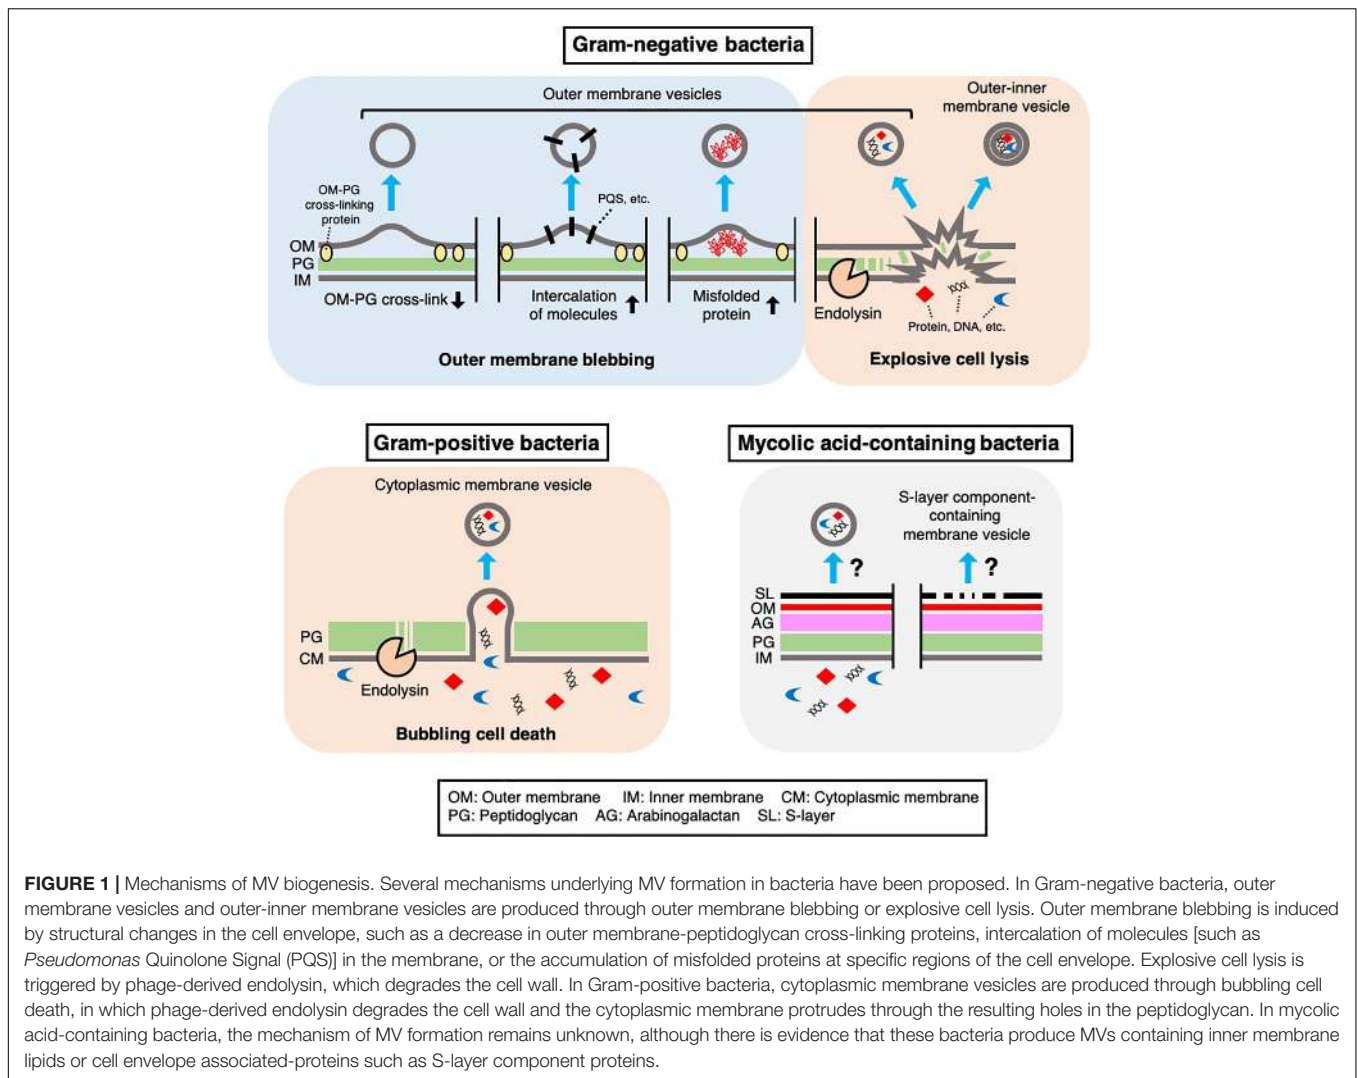 Gram-negative bacteria
Outer membrane vesicles
Outer-inner
membrane vesicle
OM-PG
cross-linking
protein
PQS, etc.
OM
PG
IM
OM-PG cross-link
Intercalation
of molecules
Misfolded
protein
Endolysin
Protein, DNA, etc.
Outer membrane blebbing
Explosive cell lysis
Gram-positive bacteria
Cytoplasmic membrane vesicle
PG
CM
Endolysin
Bubbling cell death
Mycolic acid-containing bacteria
S-layer component-
containing
membrane vesicle
?
?
SL
OM
AG
PG
IM
OM: Outer membrane IM: Inner membrane CM: Cytoplasmic membrane
PG: Peptidoglycan AG: Arabinogalactan SL: S-layer
FIGURE 1 | Mechanisms of MV biogenesis. Several mechanisms underlying MV formation in bacteria have been proposed. In Gram-negative bacteria, outer
membrane vesicles and outer-inner membrane vesicles are produced through outer membrane blebbing or explosive cell lysis. Outer membrane blebbing is induced
by structural changes in the cell envelope, such as a decrease in outer membrane-peptidoglycan cross-linking proteins, intercalation of molecules [such as
Pseudomonas Quinolone Signal (PQS)] in the membrane, or the accumulation of misfolded proteins at specific regions of the cell envelope. Explosive cell lysis is
triggered by phage-derived endolysin, which degrades the cell wall. In Gram-positive bacteria, cytoplasmic membrane vesicles are produced through bubbling cell
death, in which phage-derived endolysin degrades the cell wall and the cytoplasmic membrane protrudes through the resulting holes in the peptidoglycan. In mycolic
acid-containing bacteria, the mechanism of MV formation remains unknown, although there is evidence that these bacteria produce MVs containing inner membrane
lipids or cell envelope associated-proteins such as S-layer component proteins.